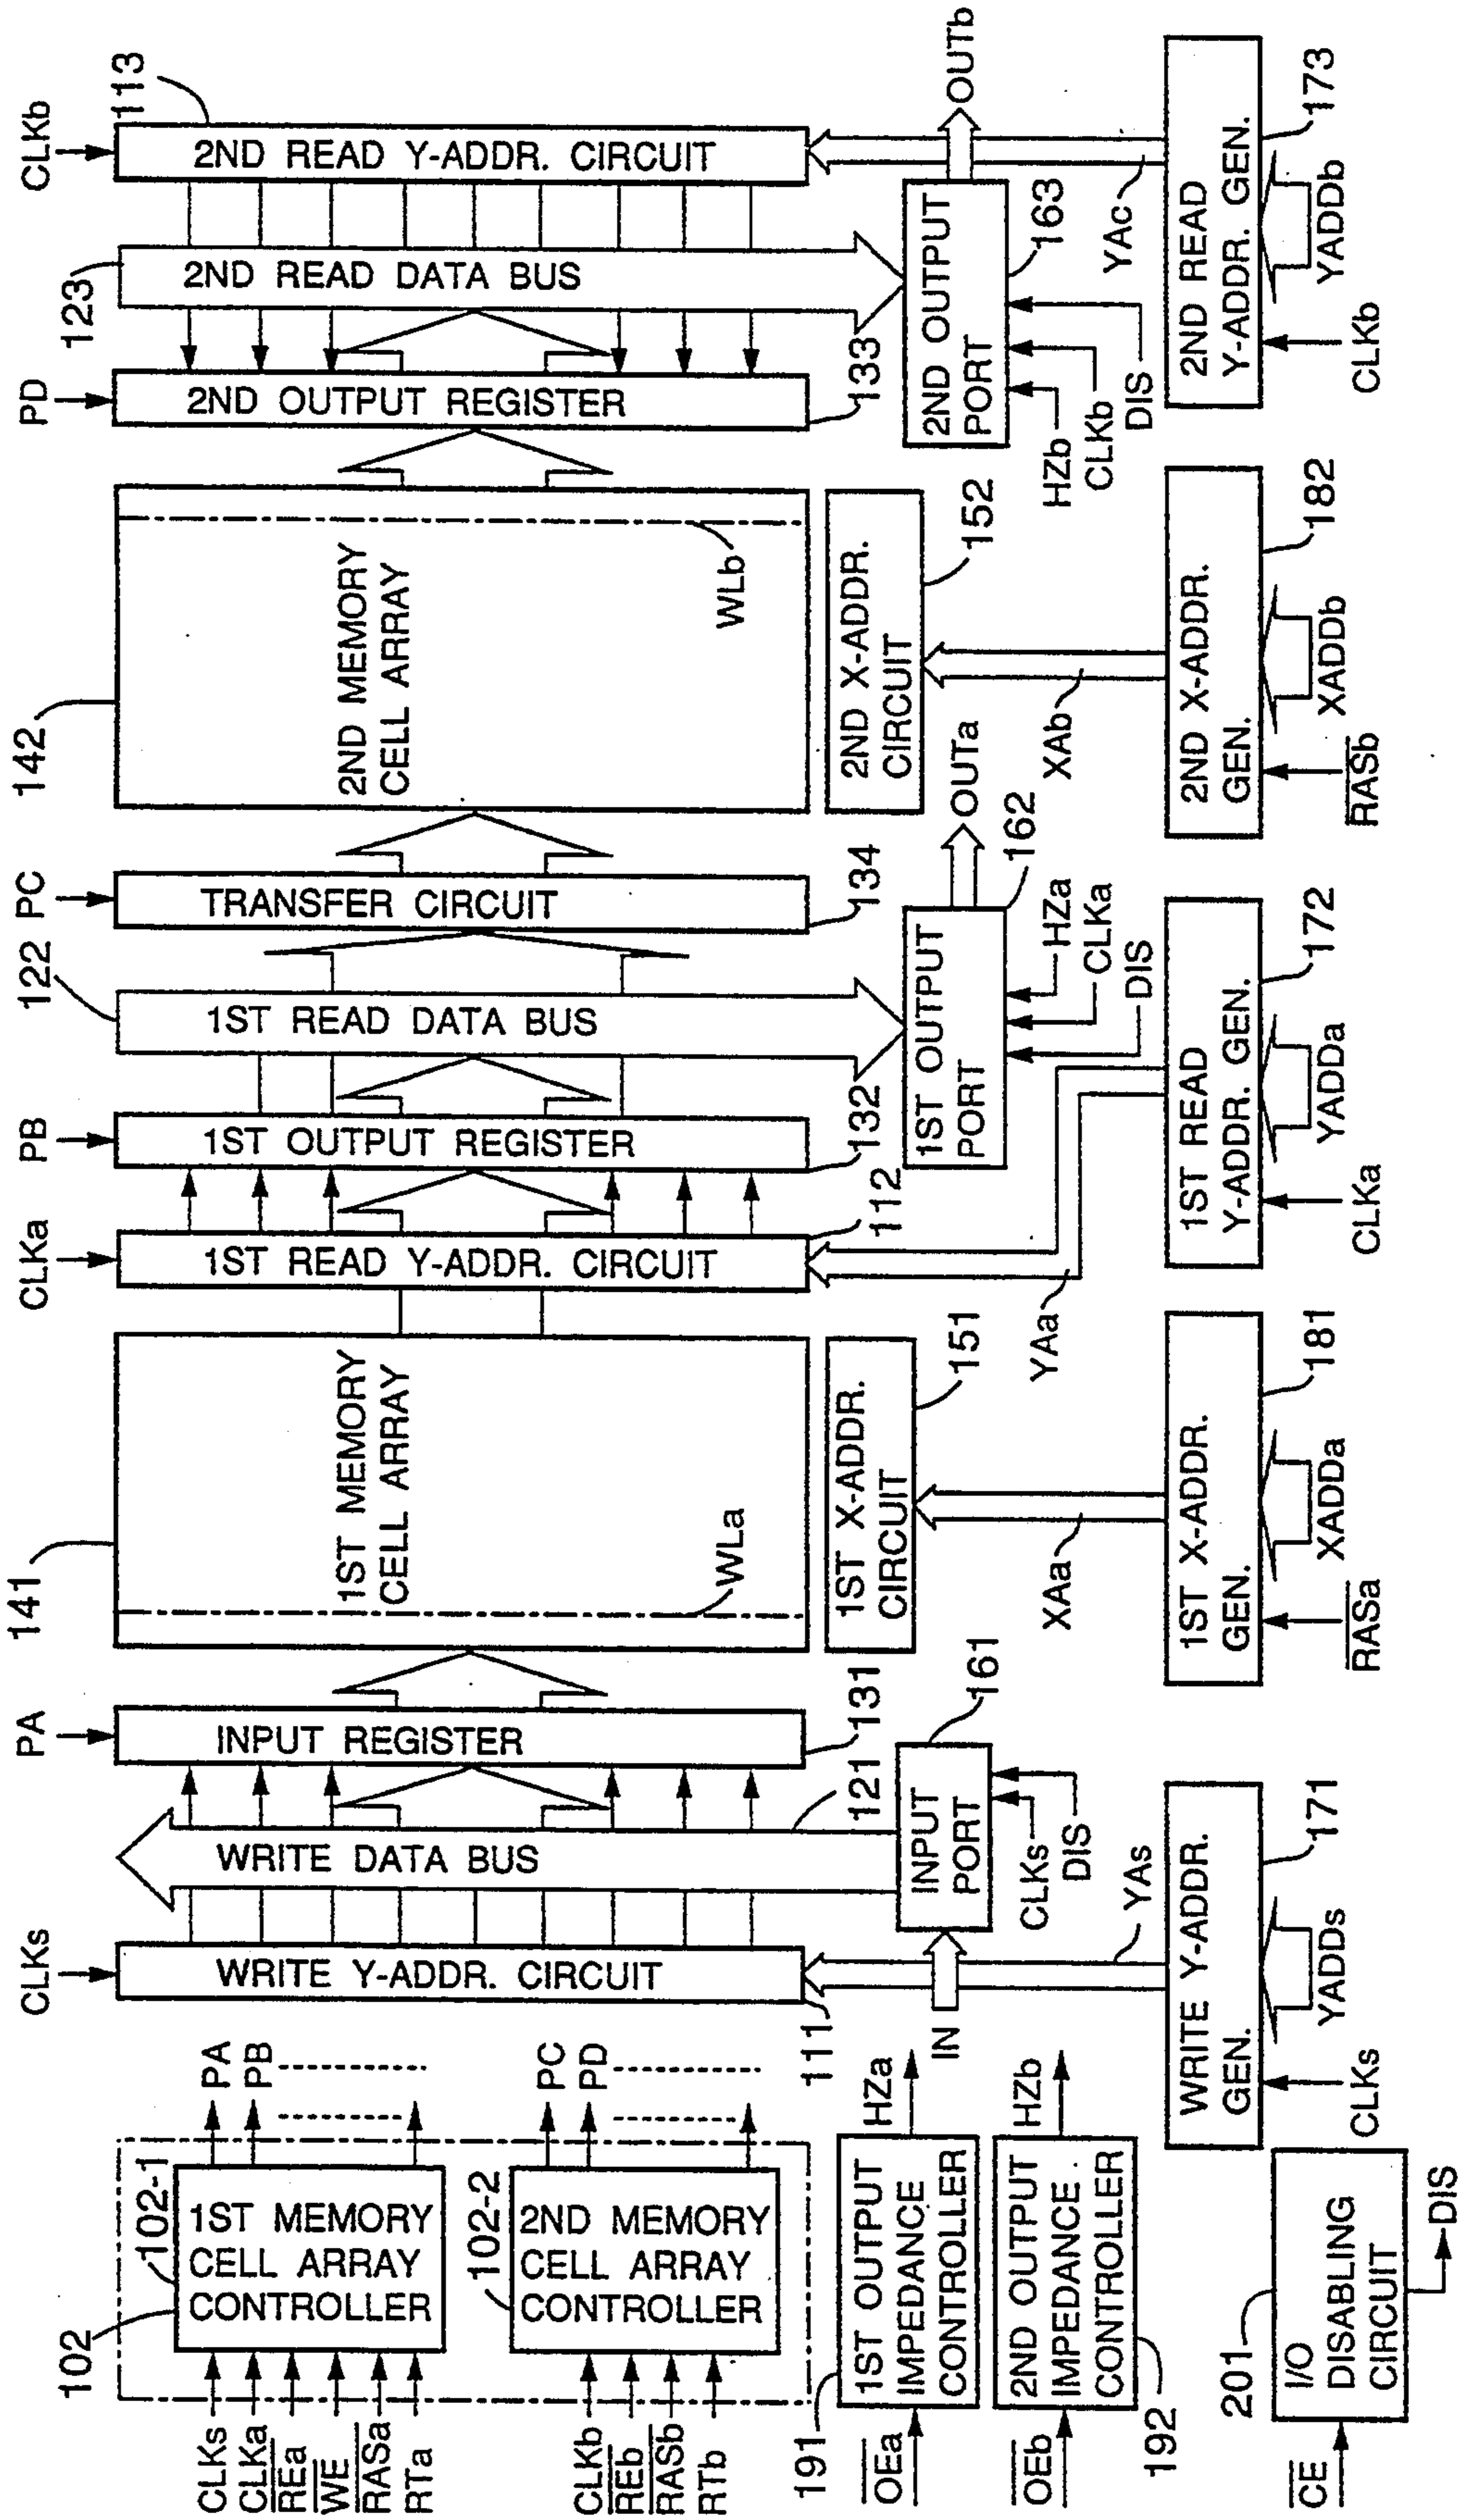 CLKs
CLKa
REa
WE
RASa
RTa
102
102-1
1ST MEMORY
CELL ARRAY
CONTROLLER
PA
PB
CLKb
REb
RASb
RTb
102-2
2ND MEMORY
CELL ARRAY
CONTROLLER
PC
PD
191
OEa
1ST OUTPUT
IMPEDANCE
CONTROLLER
HZa
OEb
192
2ND OUTPUT
IMPEDANCE
CONTROLLER
HZb
201
CE
I/O
DISABLING
CIRCUIT
DIS
CLKs
WRITE Y-ADDR. CIRCUIT
111
WRITE DATA BUS
121
PA
INPUT REGISTER
131
IN
INPUT
PORT
161
CLKs
DIS
YAs
WRITE Y-ADDR.
GEN.
171
CLKs
YADDs
141
1ST MEMORY
CELL ARRAY
WLa
1ST X-ADDR.
CIRCUIT
151
XAa
1ST X-ADDR.
GEN.
181
RASa
XADDa
CLKa
1ST READ Y-ADDR. CIRCUIT
112
PB
1ST OUTPUT REGISTER
132
122
1ST READ DATA BUS
PC
TRANSFER CIRCUIT
134
1ST OUTPUT
PORT
162
OUTa
HZa
CLKa
DIS
YAa
1ST READ
Y-ADDR. GEN.
172
CLKa
YADDa
142
2ND MEMORY
CELL ARRAY
WLb
2ND X-ADDR.
CIRCUIT
152
XAb
2ND X-ADDR.
GEN.
182
RASb
XADDb
PD
2ND OUTPUT REGISTER
133
123
2ND READ DATA BUS
CLKb
113
2ND READ Y-ADDR. CIRCUIT
2ND OUTPUT
PORT
163
OUTb
HZb
CLKb
DIS
YAc
2ND READ
Y-ADDR. GEN.
173
CLKb
YADDb